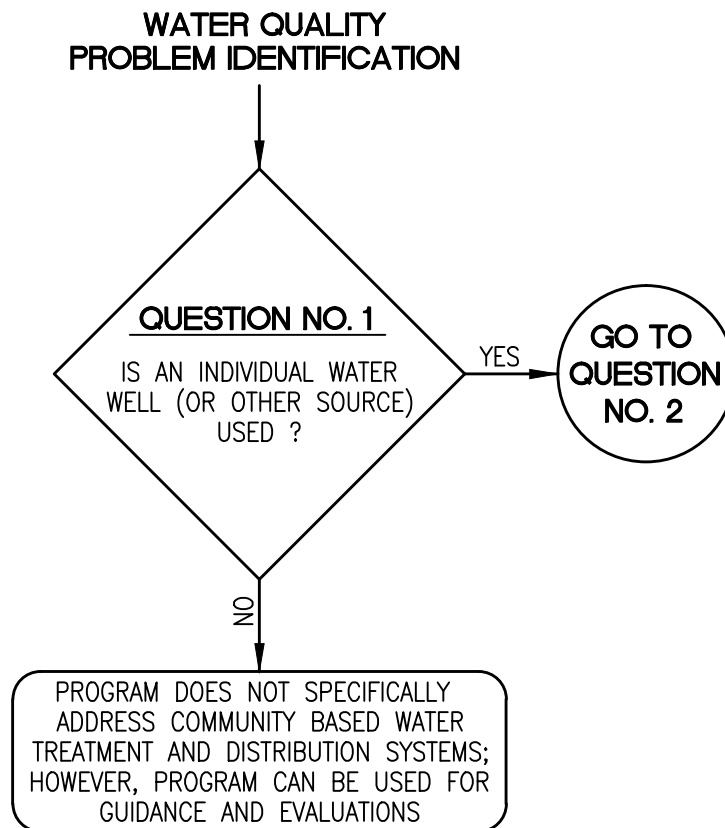 WATER QUALITY
PROBLEM IDENTIFICATION
QUESTION NO. 1
IS AN INDIVIDUAL WATER
WELL (OR OTHER SOURCE)
USED ?
YES
GO TO
QUESTION
NO. 2
NO
PROGRAM DOES NOT SPECIFICALLY
ADDRESS COMMUNITY BASED WATER
TREATMENT AND DISTRIBUTION SYSTEMS;
HOWEVER, PROGRAM CAN BE USED FOR
GUIDANCE AND EVALUATIONS